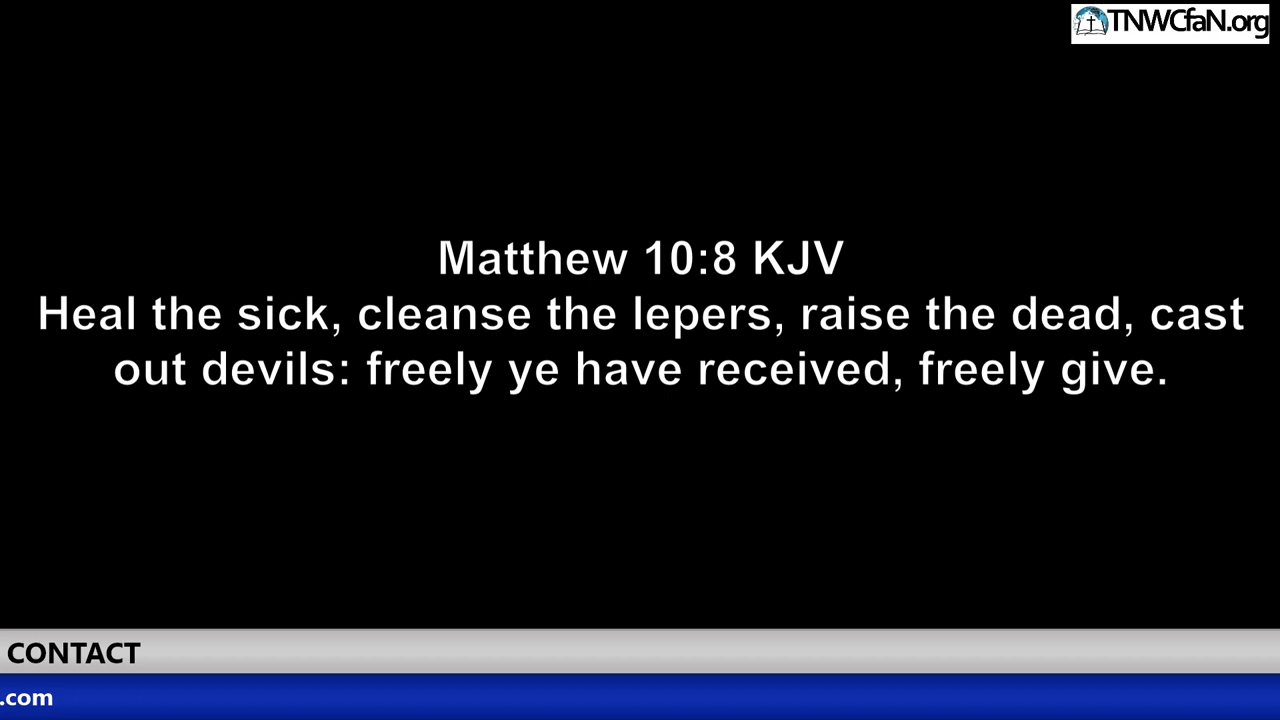 TNWCfaN.org
Matthew 10:8 KJV
Heal the sick, cleanse the lepers, raise the dead, cast
out devils: freely ye have received, freely give.
CONTACT
.com